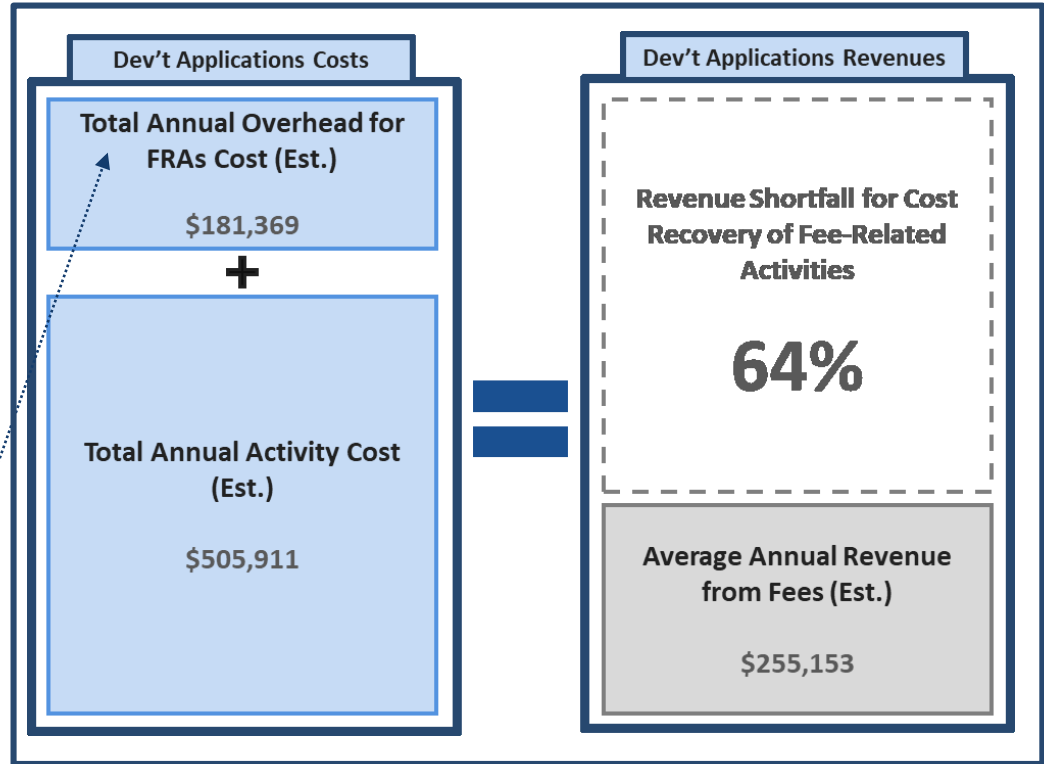 Dev't Applications Costs
Total Annual Overhead for
FRAs Cost (Est.)
$181,369
+
Total Annual Activity Cost
(Est.)
$505,911
Dev't Applications Revenues
Revenue Shortfall for Cost
Recovery of Fee-Related
Activities
64%
Average Annual Revenue
from Fees (Est.)
$255,153